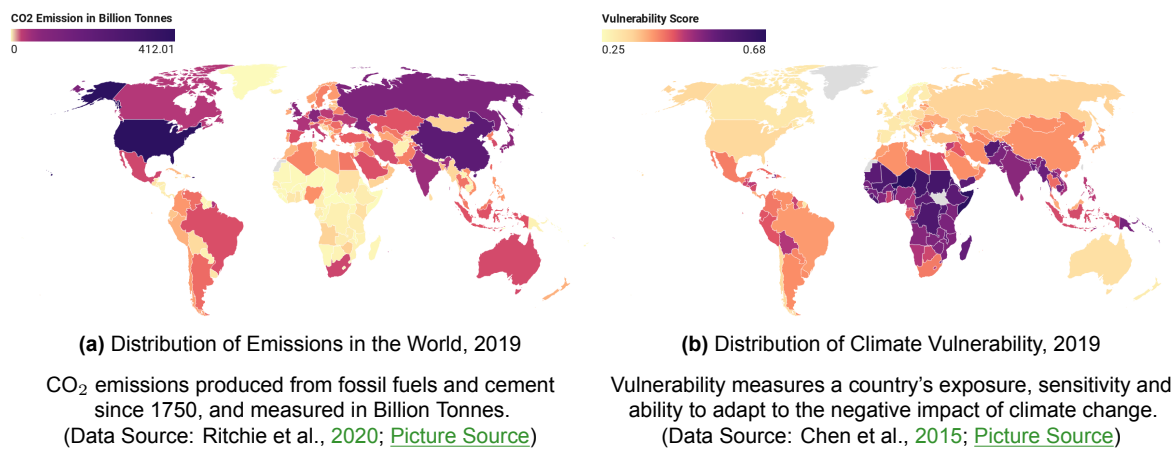 CO2 Emission in Billion Tonnes
0 412.01
Vulnerability Score
0.25 0.68
(a) Distribution of Emissions in the World, 2019
CO₂ emissions produced from fossil fuels and cement
since 1750, and measured in Billion Tonnes.
(Data Source: Ritchie et al., 2020; Picture Source)
(b) Distribution of Climate Vulnerability, 2019
Vulnerability measures a country's exposure, sensitivity and
ability to adapt to the negative impact of climate change.
(Data Source: Chen et al., 2015; Picture Source)